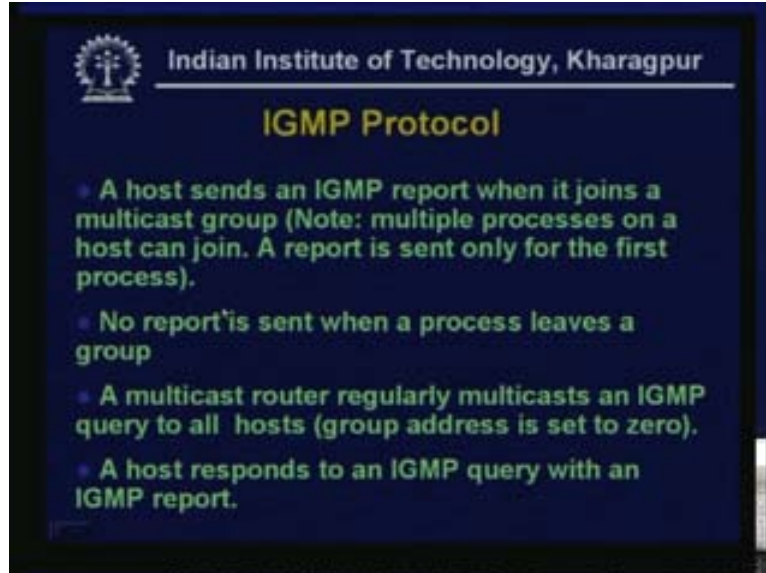 Indian Institute of Technology, Kharagpur
IGMP Protocol
• A host sends an IGMP report when it joins a
multicast group (Note: multiple processes on a
host can join. A report is sent only for the first
process).
• No report is sent when a process leaves a
group
• A multicast router regularly multicasts an IGMP
query to all hosts (group address is set to zero).
• A host responds to an IGMP query with an
IGMP report.